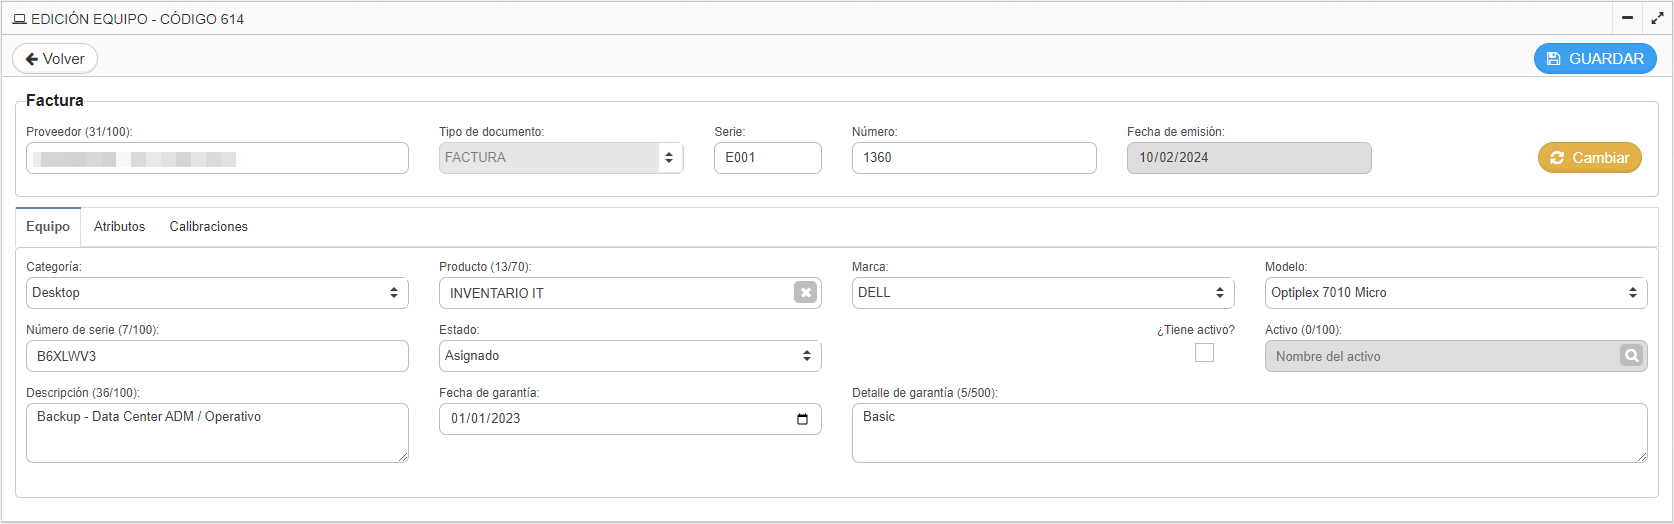 EDICIÓN EQUIPO - CÓDIGO 614
Volver
GUARDAR
Factura
Proveedor (31/100):
Tipo de documento:
Serie:
Número:
Fecha de emisión:
FACTURA
E001
1360
10/02/2024
Cambiar
Equipo
Atributos
Calibraciones
Categoría:
Producto (13/70):
Marca:
Modelo:
Desktop
INVENTARIO IT
DELL
Optiplex 7010 Micro
Número de serie (7/100):
Estado:
¿Tiene activo?
Activo (0/100):
B6XLWV3
Asignado
Nombre del activo
Descripción (36/100):
Fecha de garantía:
Detalle de garantía (5/500):
Backup - Data Center ADM / Operativo
01/01/2023
Basic